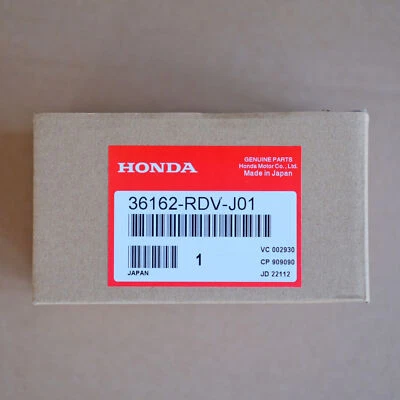 HONDA
GENUINE PARTS
Honda Motor Co., Ltd.
Made in Japan
36162-RDV-J01
JAPAN
1
VC 002930
CP 909090
JD 22112